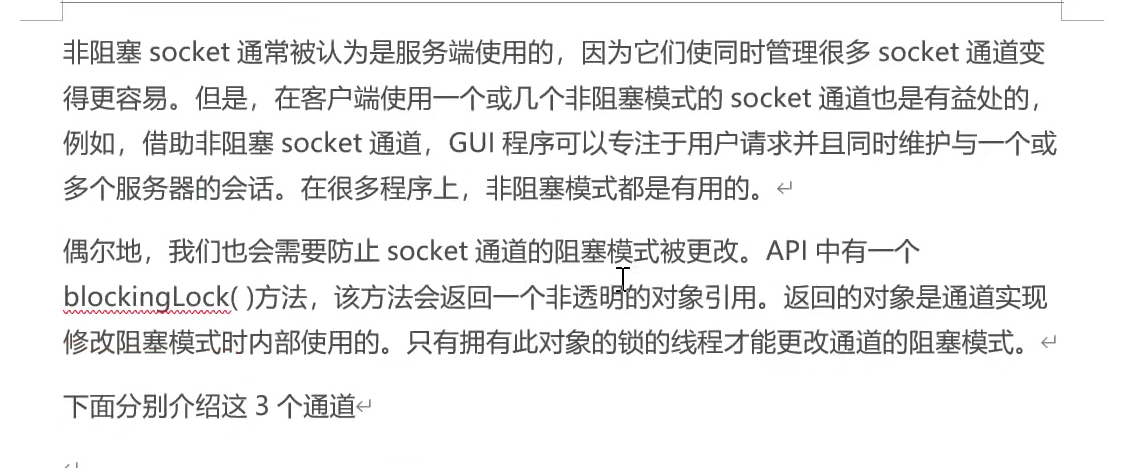 非阻塞 socket 通常被认为是服务端使用的，因为它们使同时管理很多 socket 通道变
得更容易。但是，在客户端使用一个或几个非阻塞模式的 socket 通道也是有益处的，
例如，借助非阻塞 socket 通道，GUI 程序可以专注于用户请求并且同时维护与一个或
多个服务器的会话。在很多程序上，非阻塞模式都是有用的。
偶尔地，我们也会需要防止 socket 通道的阻塞模式被更改。API 中有一个
blockingLock( )方法，该方法会返回一个非透明的对象引用。返回的对象是通道实现
修改阻塞模式时内部使用的。只有拥有此对象的锁的线程才能更改通道的阻塞模式。
下面分别介绍这 3 个通道